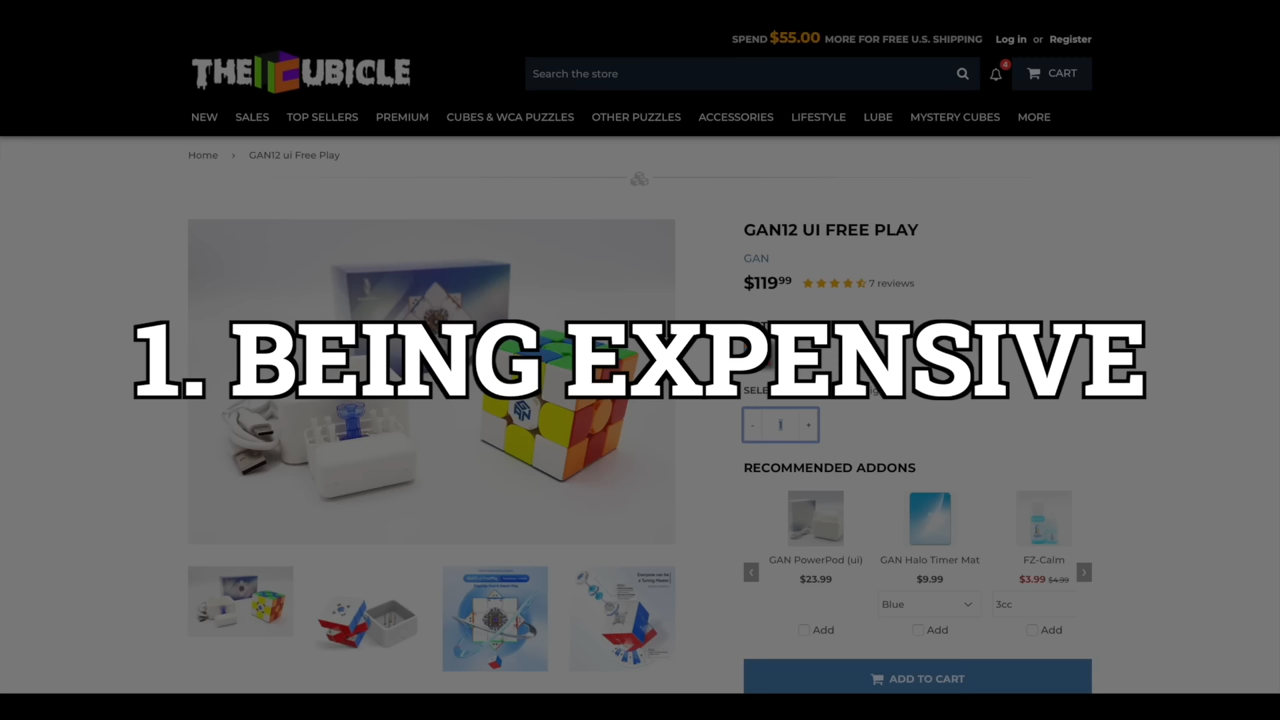 SPEND $55.00 MORE FOR FREE U.S. SHIPPING Log in or Register
THE CUBICLE
Search the store
4
CART
NEW SALES TOP SELLERS PREMIUM CUBES & WCA PUZZLES OTHER PUZZLES ACCESSORIES LIFESTYLE LUBE MYSTERY CUBES MORE
Home › GAN12 ui Free Play
GAN12 UI FREE PLAY
GAN
$119.99 7 reviews
1. BEING EXPENSIVE
- 1 +
RECOMMENDED ADDONS
GAN PowerPod (ui)
$23.99
GAN Halo Timer Mat
$9.99
Blue
FZ-Calm
$3.99 $4.99
3cc
Add Add Add
ADD TO CART